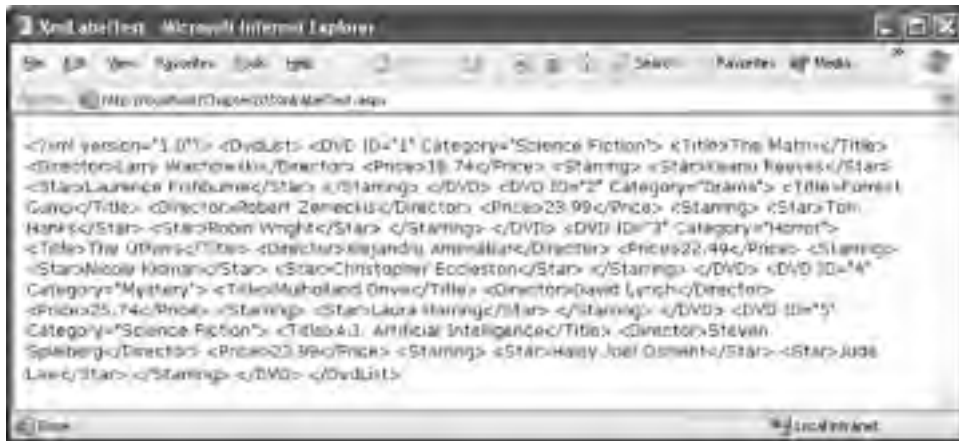 XmlLabelTest - Microsoft Internet Explorer
File Edit View Favorites Tools Help Search Favorites Media
<?xml version="1.0"?> <DvdList> <DVD ID="1" Category="Science Fiction"> <Title>The Matrix</Title>
<Director>Larry Wachowski</Director> <Price>18.74</Price> <Starring> <Star>Keanu Reeves</Star>
<Star>Laurence Fishburne</Star> </Starring> </DVD> <DVD ID="2" Category="Drama"> <Title>Forrest
Gump</Title> <Director>Robert Zemeckis</Director> <Price>23.99</Price> <Starring> <Star>Tom
Hanks</Star> <Star>Robin Wright</Star> </Starring> </DVD> <DVD ID="3" Category="Horror">
<Title>The Others</Title> <Director>Alejandro Amenábar</Director> <Price>22.49</Price> <Starring>
<Star>Nicole Kidman</Star> <Star>Christopher Eccleston</Star> </Starring> </DVD> <DVD ID="4"
Category="Mystery"> <Title>Mulholland Drive</Title> <Director>David Lynch</Director>
<Price>25.74</Price> <Starring> <Star>Laura Harring</Star> </Starring> </DVD> <DVD ID="5"
Category="Science Fiction"> <Title>A.I. Artificial Intelligence</Title> <Director>Steven
Spielberg</Director> <Price>23.99</Price> <Starring> <Star>Haley Joel Osment</Star> <Star>Jude
Law</Star> </Starring> </DVD> </DvdList>
Done Local intranet